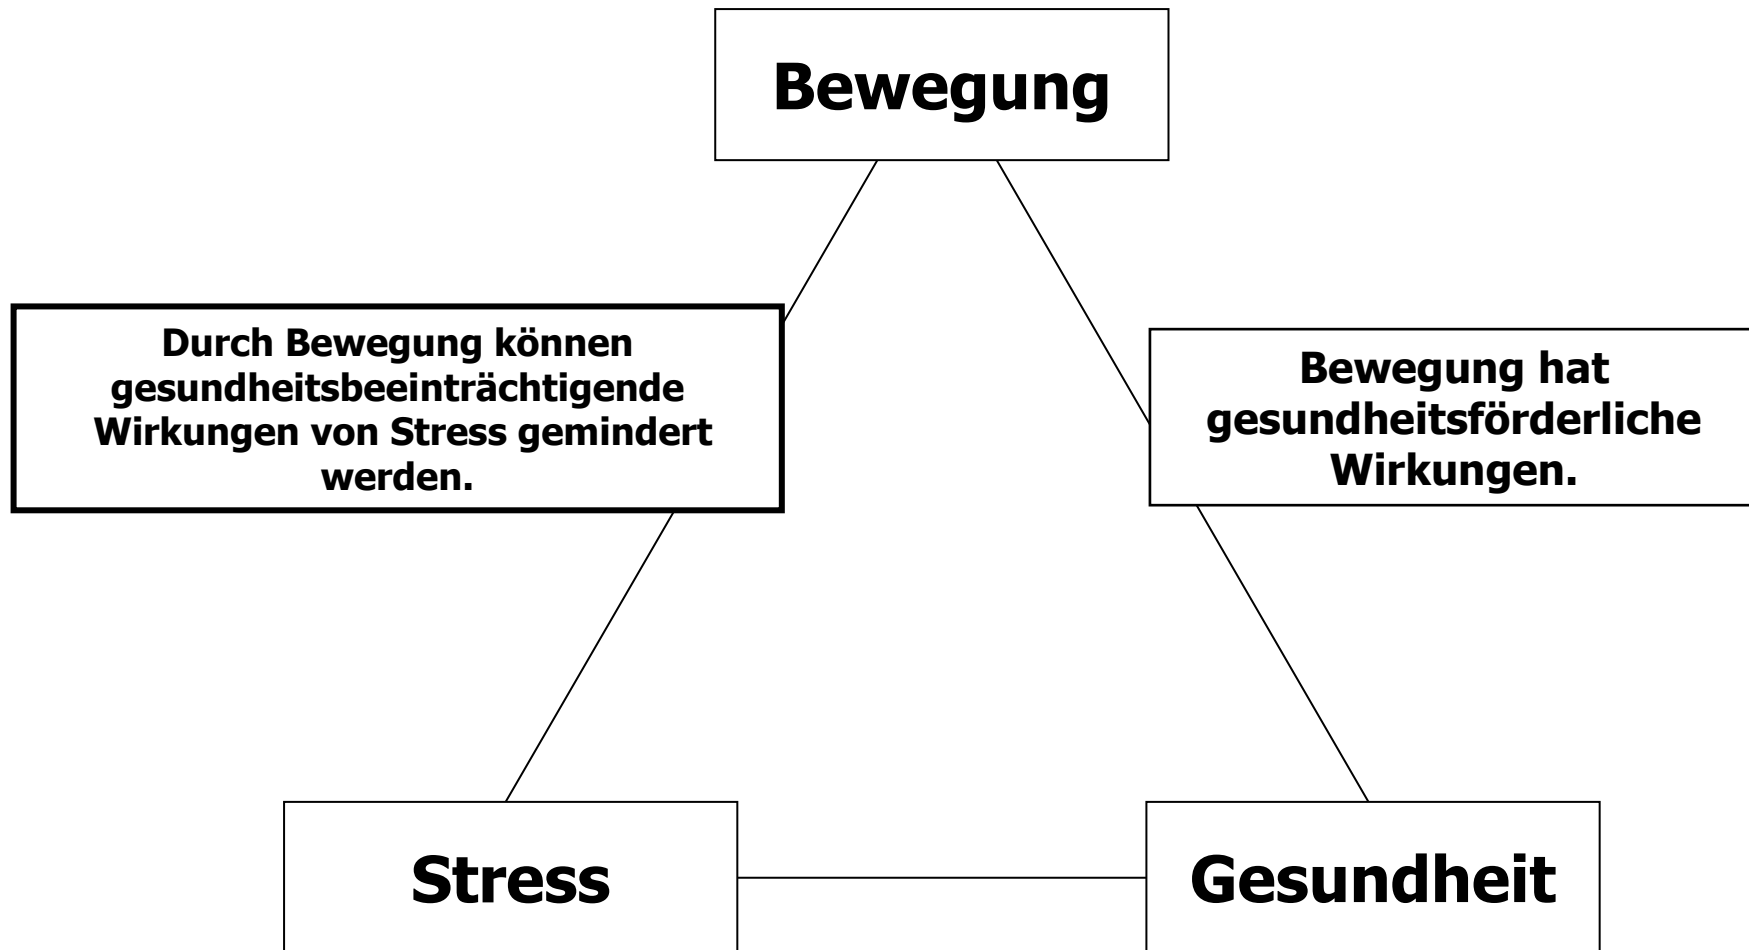 Bewegung
Durch Bewegung können
gesundheitsbeeinträchtigende
Wirkungen von Stress gemindert
werden.
Bewegung hat
gesundheitsförderliche
Wirkungen.
Stress
Gesundheit